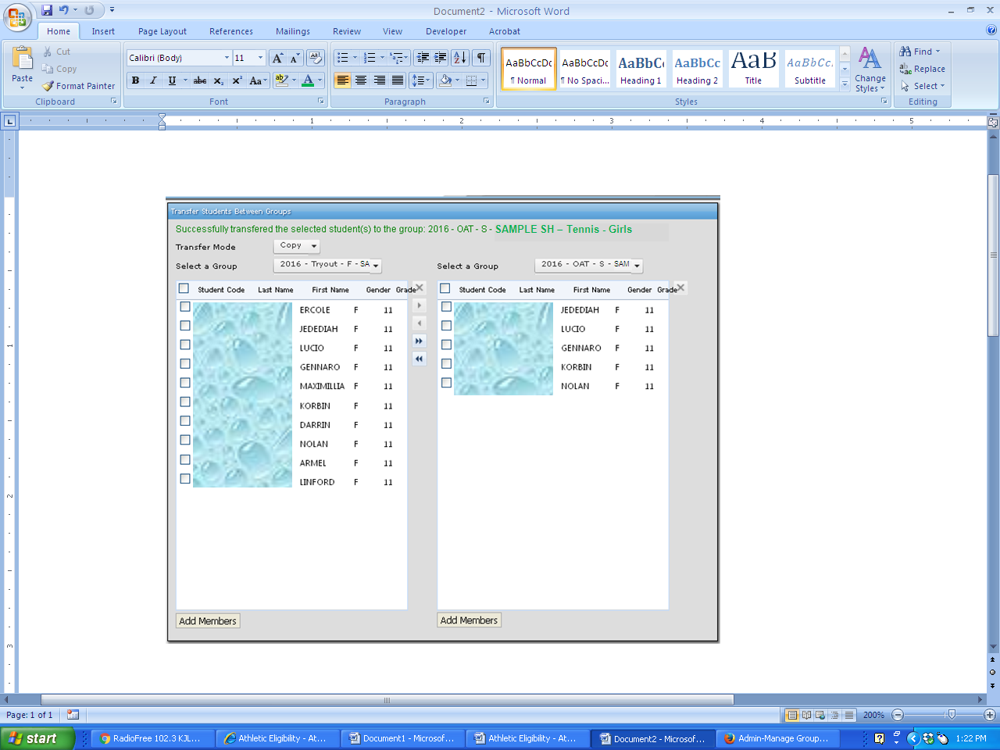 Document2 - Microsoft Word
Home Insert Page Layout References Mailings Review View Developer Acrobat
Paste
Cut
Copy
Format Painter
Clipboard
Calibri (Body) 11
Font
Paragraph
AaBbCcDc AaBbCcDc AaBbCc AaBbCc AaB AaBbCc.
¶ Normal ¶ No Spaci... Heading 1 Heading 2 Title Subtitle
Change Styles
Styles
Find
Replace
Select
Editing
1 2 3 4 5
Transfer Students Between Groups
Successfully transfered the selected student(s) to the group: 2016 - OAT - S - SAMPLE SH – Tennis - Girls
Transfer Mode Copy
Select a Group 2016 - Tryout - F - SA Select a Group 2016 - OAT - S - SAM
Student Code Last Name First Name Gender Grade Student Code Last Name First Name Gender Grade
ERCOLE F 11 JEDEDIAH F 11
JEDEDIAH F 11 LUCIO F 11
LUCIO F 11 GENNARO F 11
GENNARO F 11 KORBIN F 11
MAXIMILLIA F 11 NOLAN F 11
KORBIN F 11
DARRIN F 11
NOLAN F 11
ARMEL F 11
LINFORD F 11
Add Members Add Members
1
2
3
Page: 1 of 1 200%
start RadioFree 102.3 KJL... Athletic Eligibility - At... Document1 - Microsof... Athletic Eligibility - At... Document2 - Microsof... Admin-Manage Group... 1:22 PM